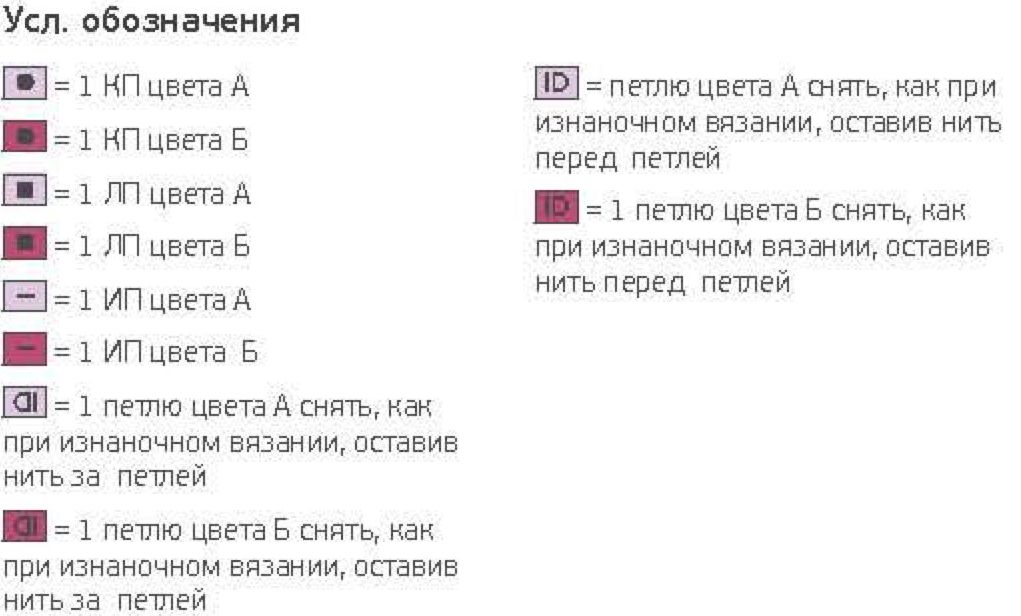 Усл. обозначения
= 1 КП цвета А
= 1 КП цвета Б
= 1 ЛП цвета А
= 1 ЛП цвета Б
= 1 ИП цвета А
= 1 ИП цвета Б
= 1 петлю цвета А снять, как
при изнаночном вязании, оставив
нить за петлей
= 1 петлю цвета Б снять, как
при изнаночном вязании, оставив
нить за петлей
= петлю цвета А снять, как при
изнаночном вязании, оставив нить
перед петлей
= 1 петлю цвета Б снять, как
при изнаночном вязании, оставив
нить перед петлей